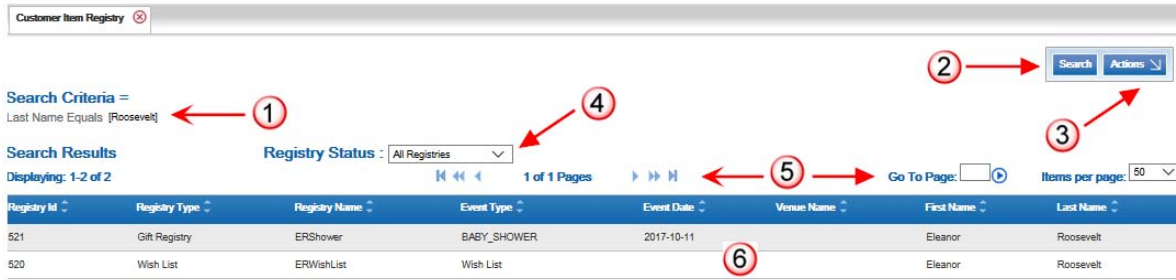 Customer Item Registry
2
Search Actions
Search Criteria =
Last Name Equals [Roosevelt]
1
4
3
Search Results Registry Status : All Registries
Displaying: 1-2 of 2 1 of 1 Pages 5 Go To Page: Items per page: 50
Registry Id Registry Type Registry Name Event Type Event Date Venue Name First Name Last Name
521 Gift Registry ERShower BABY_SHOWER 2017-10-11 Eleanor Roosevelt
520 Wish List ERWishList Wish List 6 Eleanor Roosevelt